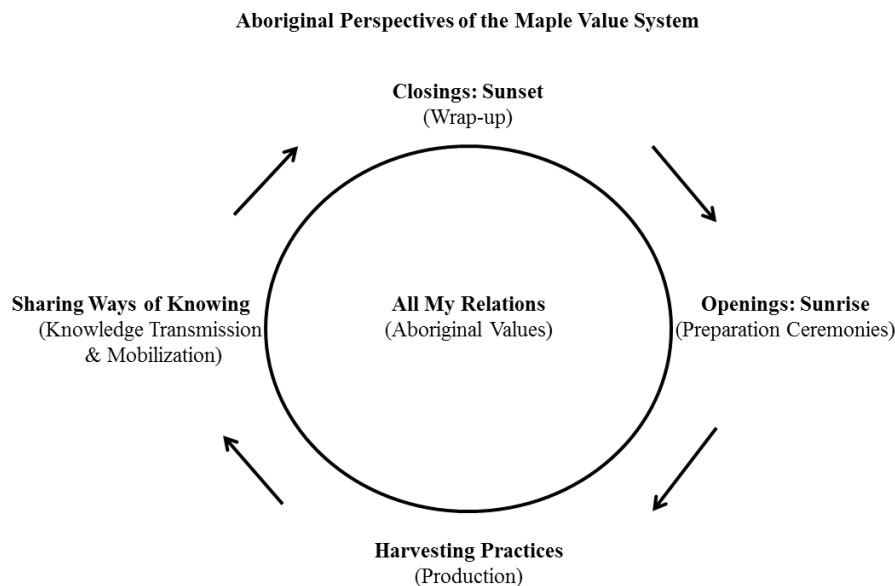 Aboriginal Perspectives of the Maple Value System
Closings: Sunset
(Wrap-up)
Sharing Ways of Knowing
(Knowledge Transmission
& Mobilization)
All My Relations
(Aboriginal Values)
Openings: Sunrise
(Preparation Ceremonies)
Harvesting Practices
(Production)